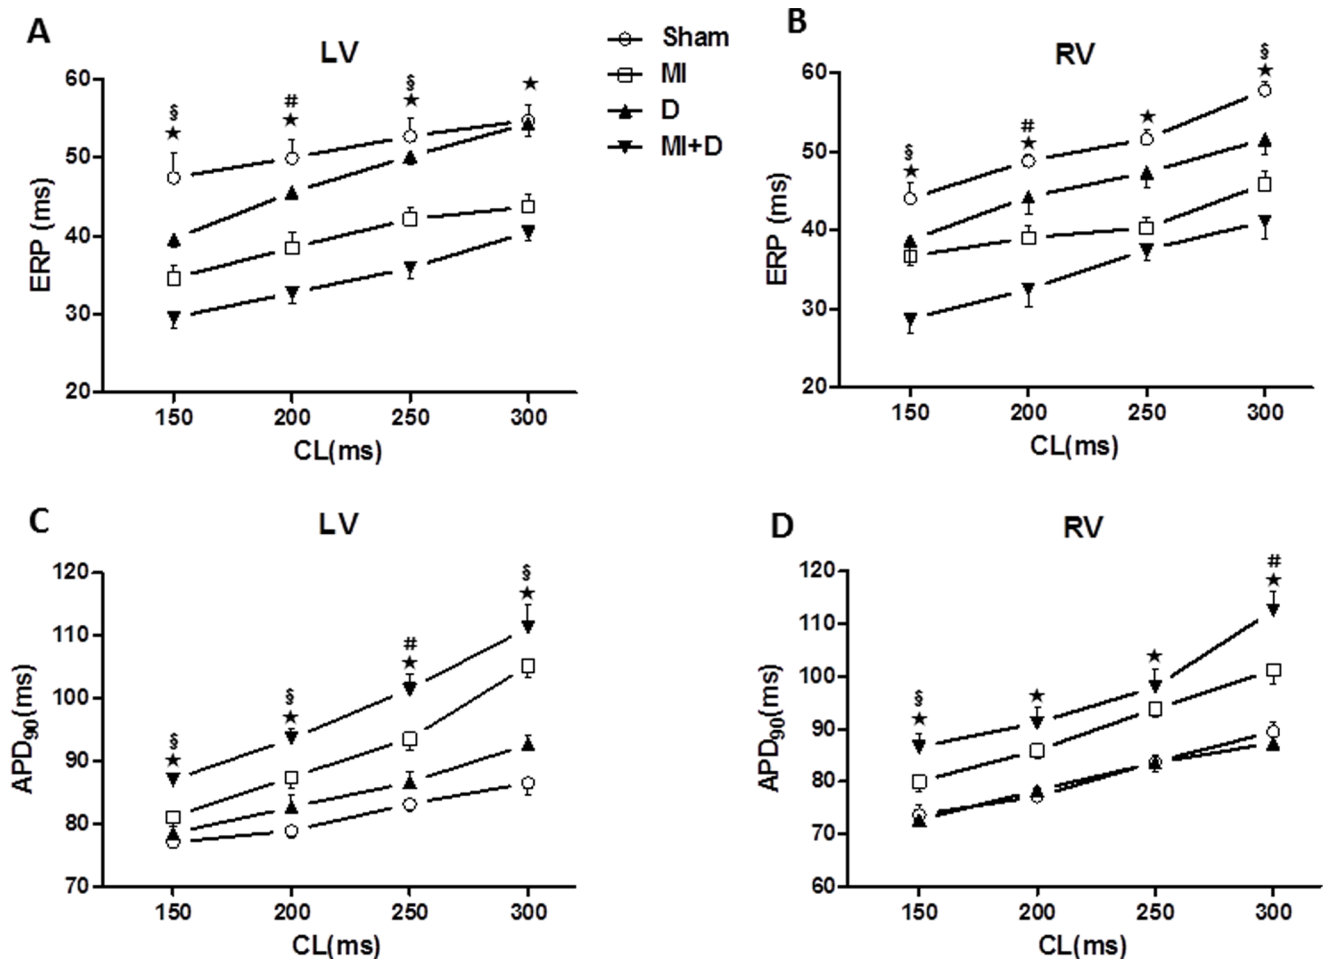 A
LV
60
50
40
30
20
ERP (ms)
§
★
#
★
§
★
★
150 200 250 300
CL(ms)
Sham
MI
D
MI+D
B
RV
60
50
40
30
20
ERP (ms)
§
★
#
★
★
§
★
150 200 250 300
CL(ms)
C
LV
120
110
100
90
80
70
APD90(ms)
§
★
§
★
#
★
§
★
150 200 250 300
CL(ms)
D
RV
120
110
100
90
80
70
60
APD90(ms)
§
★
★
★
#
★
150 200 250 300
CL(ms)